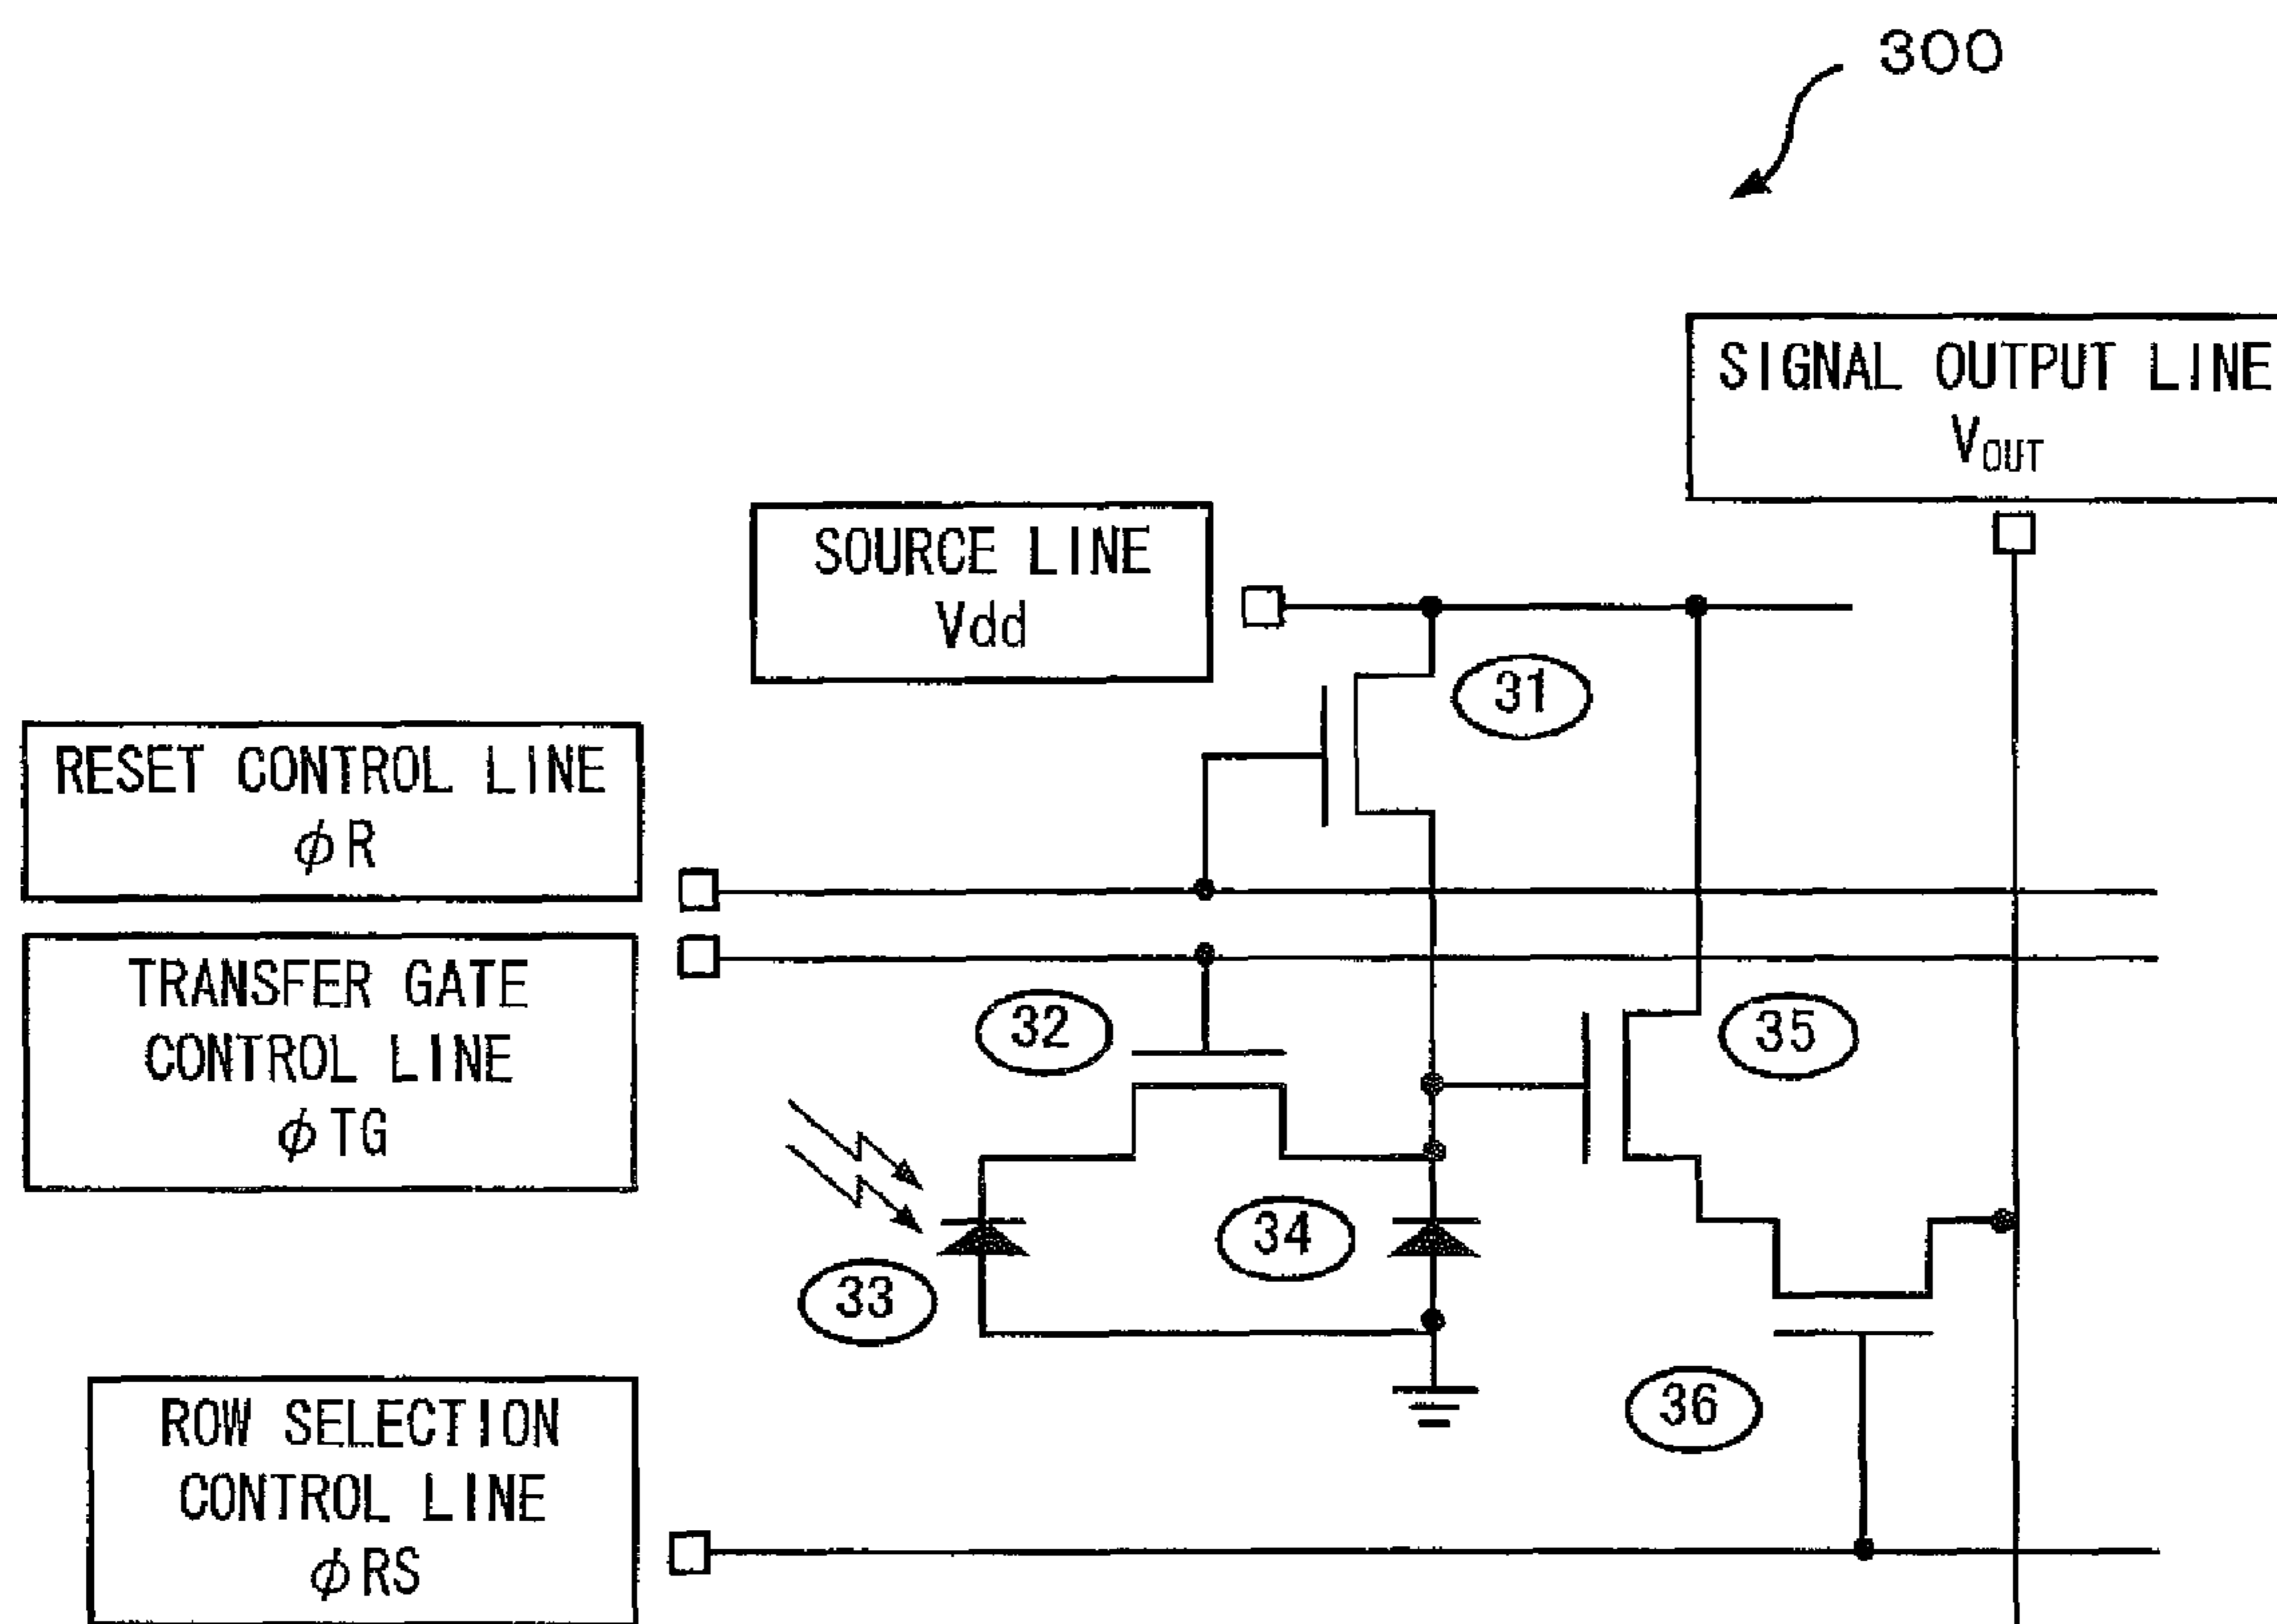 300
SIGNAL OUTPUT LINE
VOUT
SOURCE LINE
Vdd
31
RESET CONTROL LINE
φR
TRANSFER GATE
CONTROL LINE
φTG
32
35
33
34
36
ROW SELECTION
CONTROL LINE
φRS